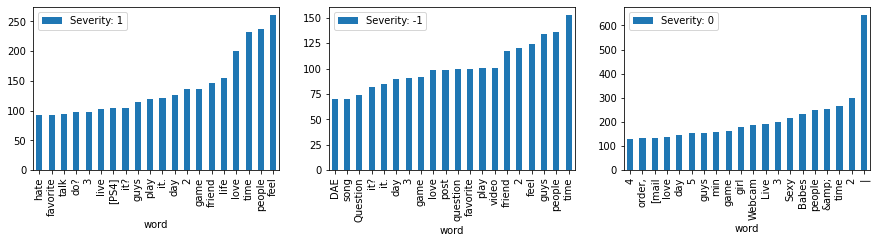 Severity: 1
250
200
150
100
50
0
hate
favorite
talk
do?
3
live
[PS4]
it?
guys
play
it.
day
2
game
friend
life
love
time
people
feel
word
Severity: -1
150
125
100
75
50
25
0
DAE
song
Question
it?
it.
day
3
game
love
post
question
favorite
play
video
friend
2
feel
guys
people
time
word
Severity: 0
600
500
400
300
200
100
0
4
order,
[mail
love
day
5
guys
min
game
girl
Webcam
Live
3
Sexy
Babes
people
&amp;
time
2
|
word